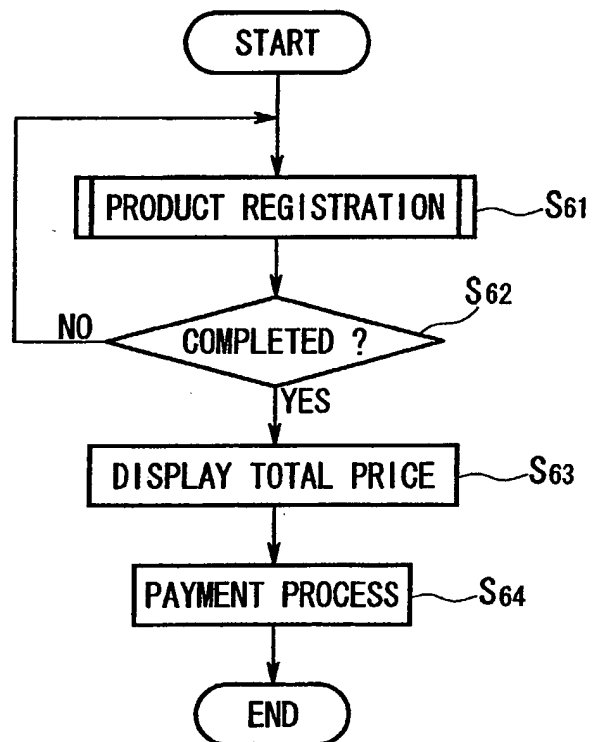 START
PRODUCT REGISTRATION
S61
S62
NO
COMPLETED ?
YES
DISPLAY TOTAL PRICE
S63
PAYMENT PROCESS
S64
END